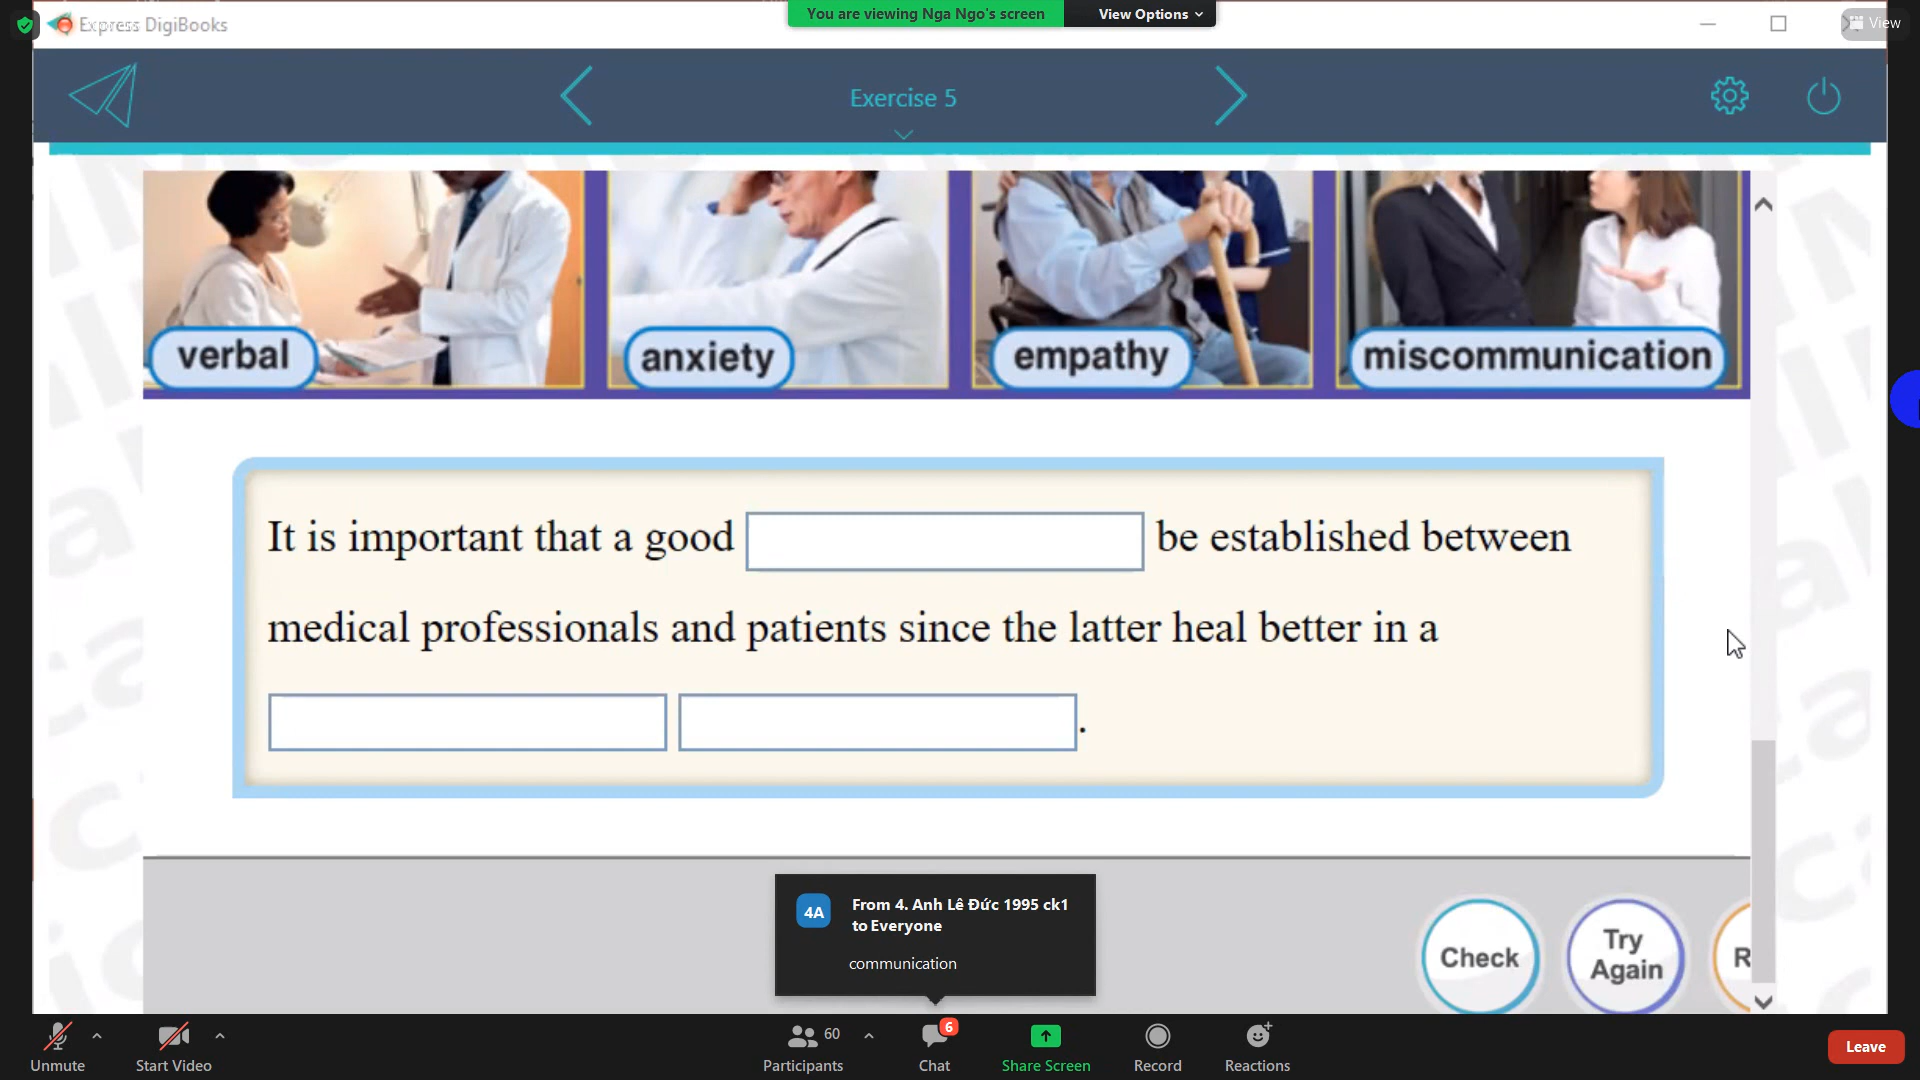 Express DigiBooks
You are viewing Nga Ngo's screen
View Options
View
Exercise 5
verbal
anxiety
empathy
miscommunication
It is important that a good
be established between
medical professionals and patients since the latter heal better in a
.
4A
From 4. Anh Lê Đức 1995 ck1
to Everyone
communication
Check
Try
Again
R
Unmute
Start Video
60
Participants
6
Chat
Share Screen
Record
Reactions
Leave